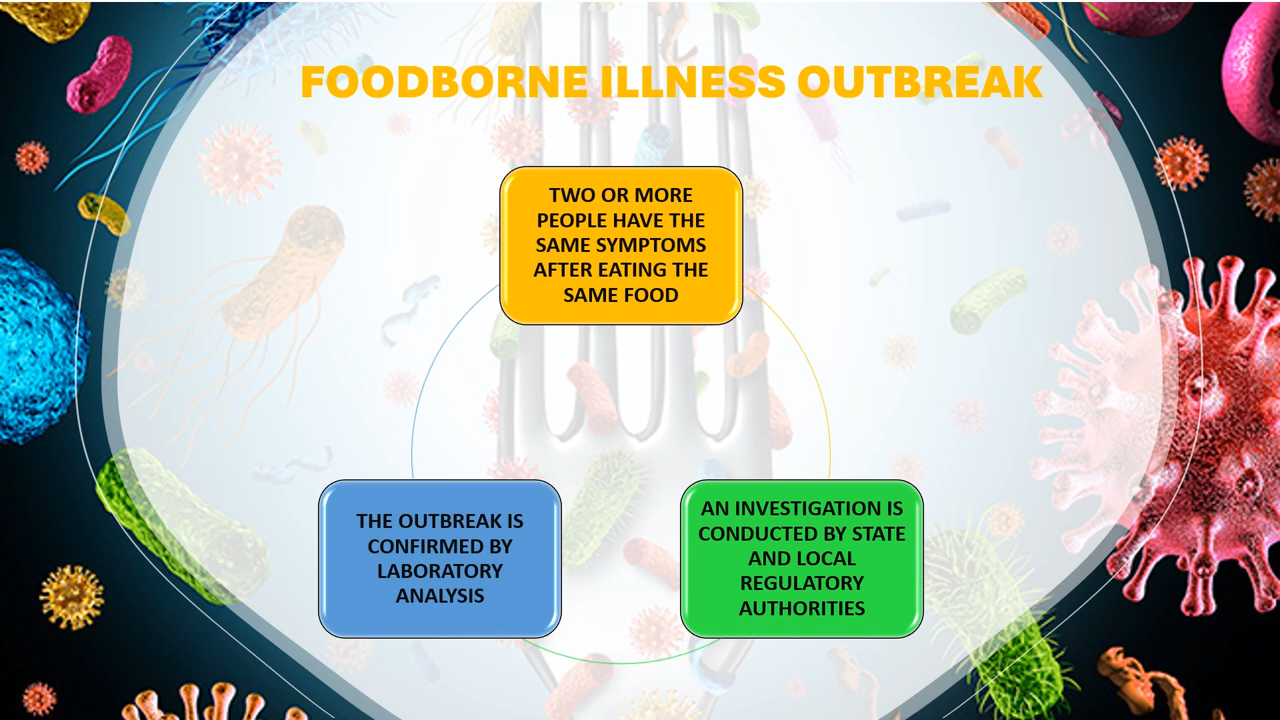 FOODBORNE ILLNESS OUTBREAK
TWO OR MORE
PEOPLE HAVE THE
SAME SYMPTOMS
AFTER EATING THE
SAME FOOD
THE OUTBREAK IS
CONFIRMED BY
LABORATORY
ANALYSIS
AN INVESTIGATION IS
CONDUCTED BY STATE
AND LOCAL
REGULATORY
AUTHORITIES